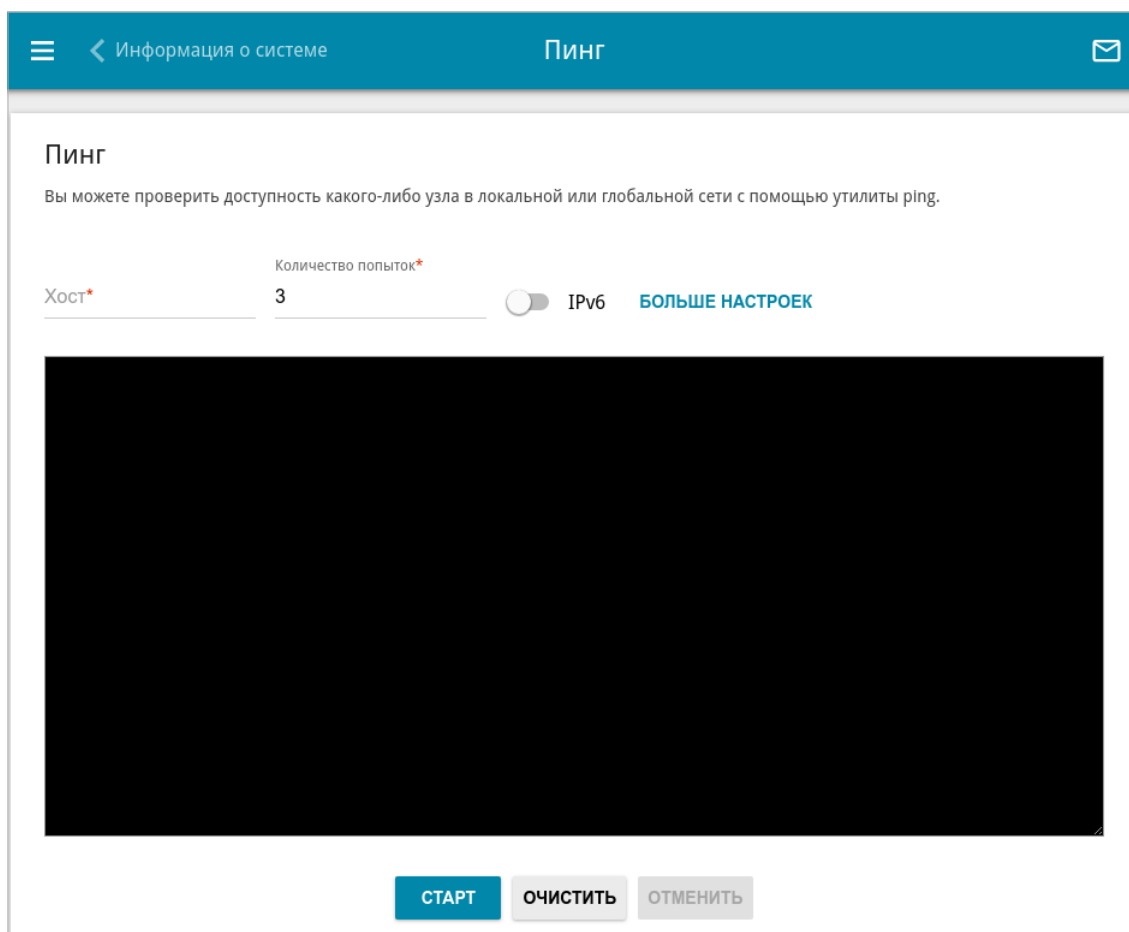 Информация о системе
Пинг
Пинг
Вы можете проверить доступность какого-либо узла в локальной или глобальной сети с помощью утилиты ping.
Хост*
Количество попыток*
3
IPv6
БОЛЬШЕ НАСТРОЕК
СТАРТ
ОЧИСТИТЬ
ОТМЕНИТЬ